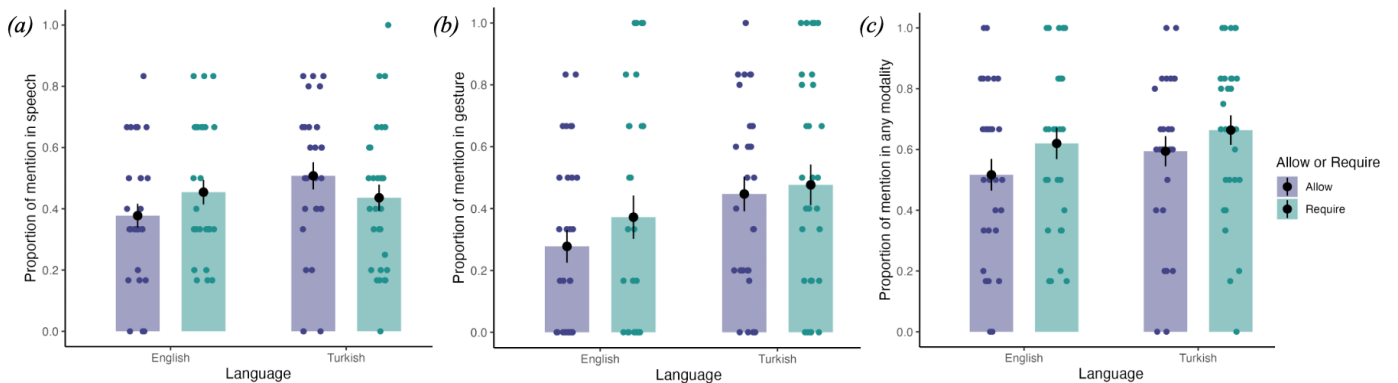 (a)
Proportion of mention in speech
1.0
0.8
0.6
0.4
0.2
0.0
English
Turkish
Language
(b)
Proportion of mention in gesture
1.0
0.8
0.6
0.4
0.2
0.0
English
Turkish
Language
(c)
Proportion of mention in any modality
1.0
0.8
0.6
0.4
0.2
0.0
English
Turkish
Language
Allow or Require
Allow
Require